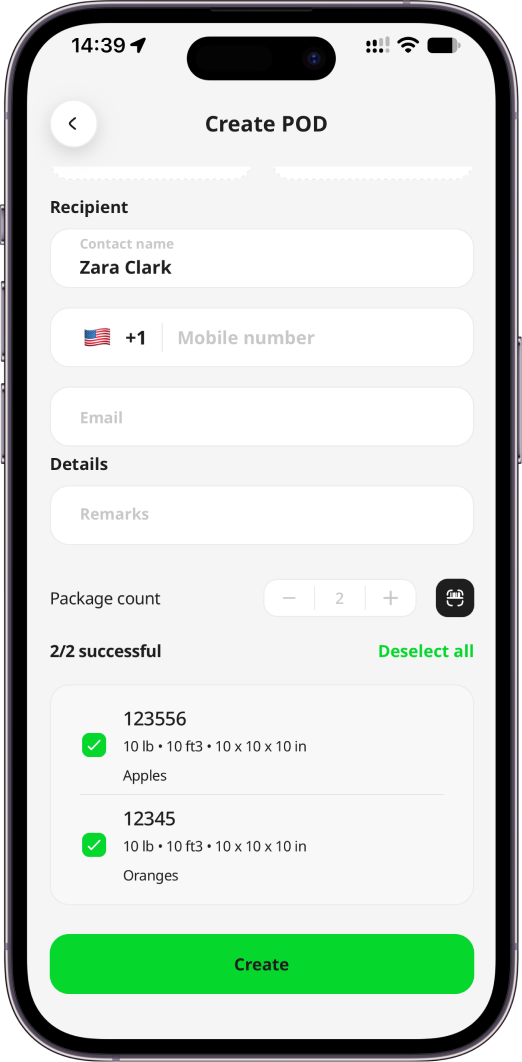 14:39
Create POD
Recipient
Contact name
Zara Clark
+1 Mobile number
Email
Details
Remarks
Package count 2
2/2 successful Deselect all
123556
10 lb • 10 ft3 • 10 x 10 x 10 in
Apples
12345
10 lb • 10 ft3 • 10 x 10 x 10 in
Oranges
Create